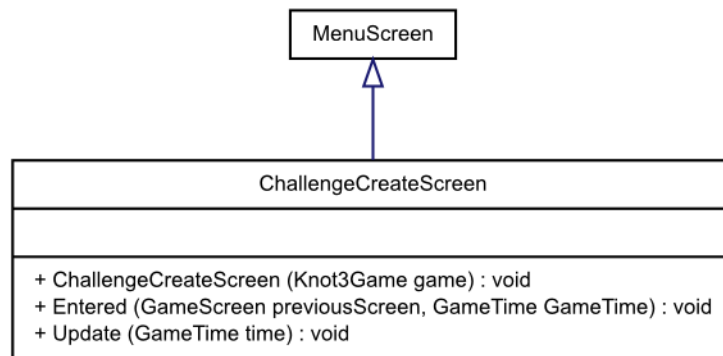 MenuScreen
ChallengeCreateScreen
+ ChallengeCreateScreen (Knot3Game game) : void
+ Entered (GameScreen previousScreen, GameTime GameTime) : void
+ Update (GameTime time) : void